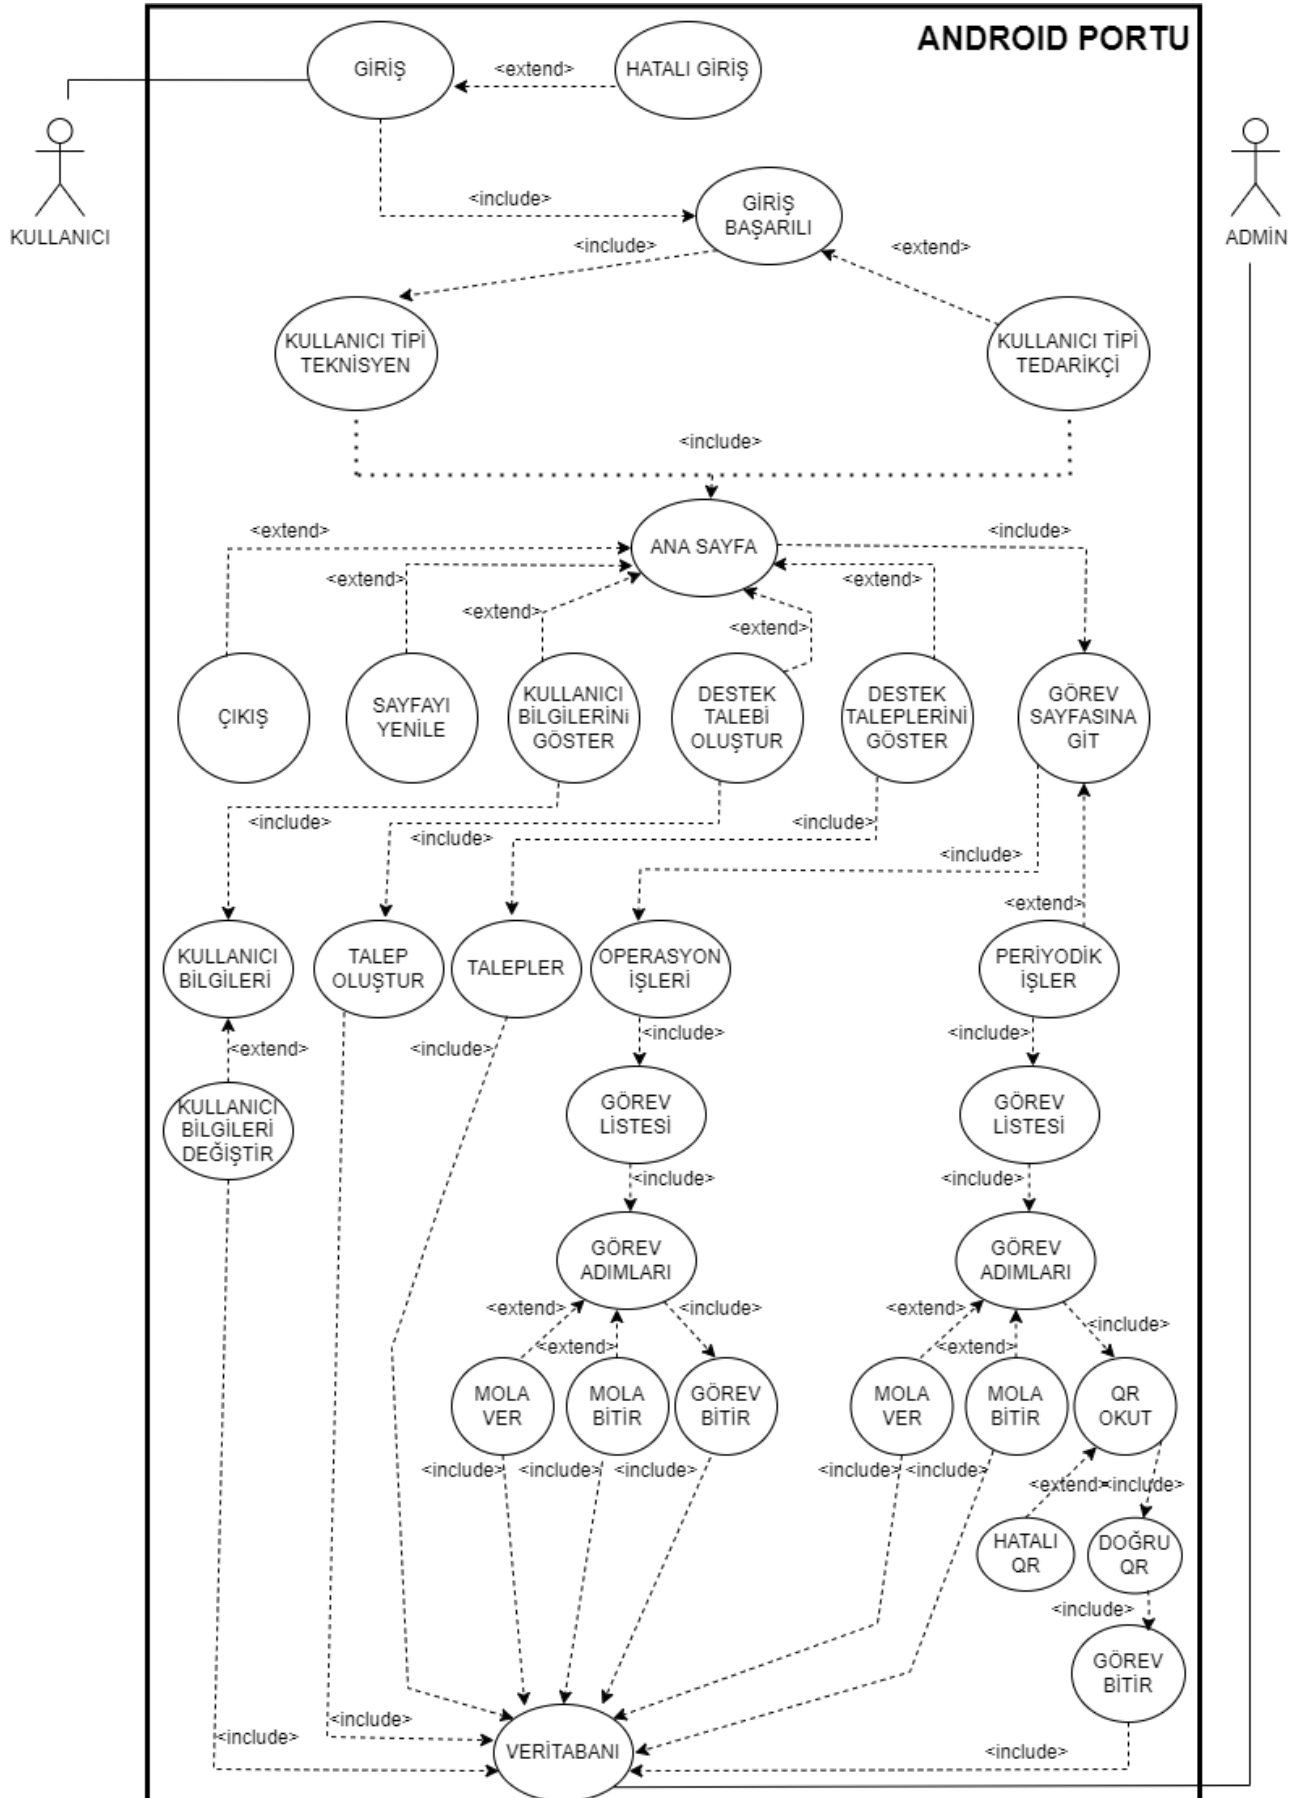 ANDROID PORTU
GİRİŞ
<extend>
HATALI GİRİŞ
KULLANICI
ADMİN
<include>
GİRİŞ
BAŞARILI
<include>
<extend>
KULLANICI TİPİ
TEKNİSYEN
KULLANICI TİPİ
TEDARİKÇİ
<include>
<extend>
ANA SAYFA
<include>
<extend>
<extend>
<extend>
<extend>
ÇIKIŞ
SAYFAYI
YENİLE
KULLANICI
BİLGİLERİNİ
GÖSTER
DESTEK
TALEBİ
OLUŞTUR
DESTEK
TALEPLERİNİ
GÖSTER
GÖREV
SAYFASINA
GİT
<include>
<include>
<include>
<include>
<extend>
KULLANICI
BİLGİLERİ
TALEP
OLUŞTUR
TALEPLER
OPERASYON
İŞLERİ
PERİYODİK
İŞLER
<extend>
<include>
<include>
<include>
KULLANICI
BİLGİLERİ
DEĞİŞTİR
GÖREV
LİSTESİ
GÖREV
LİSTESİ
<include>
<include>
GÖREV
ADIMLARI
GÖREV
ADIMLARI
<extend>
<include>
<extend>
<extend>
<include>
<extend>
MOLA
VER
MOLA
BİTİR
GÖREV
BİTİR
MOLA
VER
MOLA
BİTİR
QR
OKUT
<include>
<include>
<include>
<include>
<include>
<extend>
<include>
HATALI
QR
DOĞRU
QR
<include>
GÖREV
BİTİR
<include>
<include>
VERİTABANI
<include>